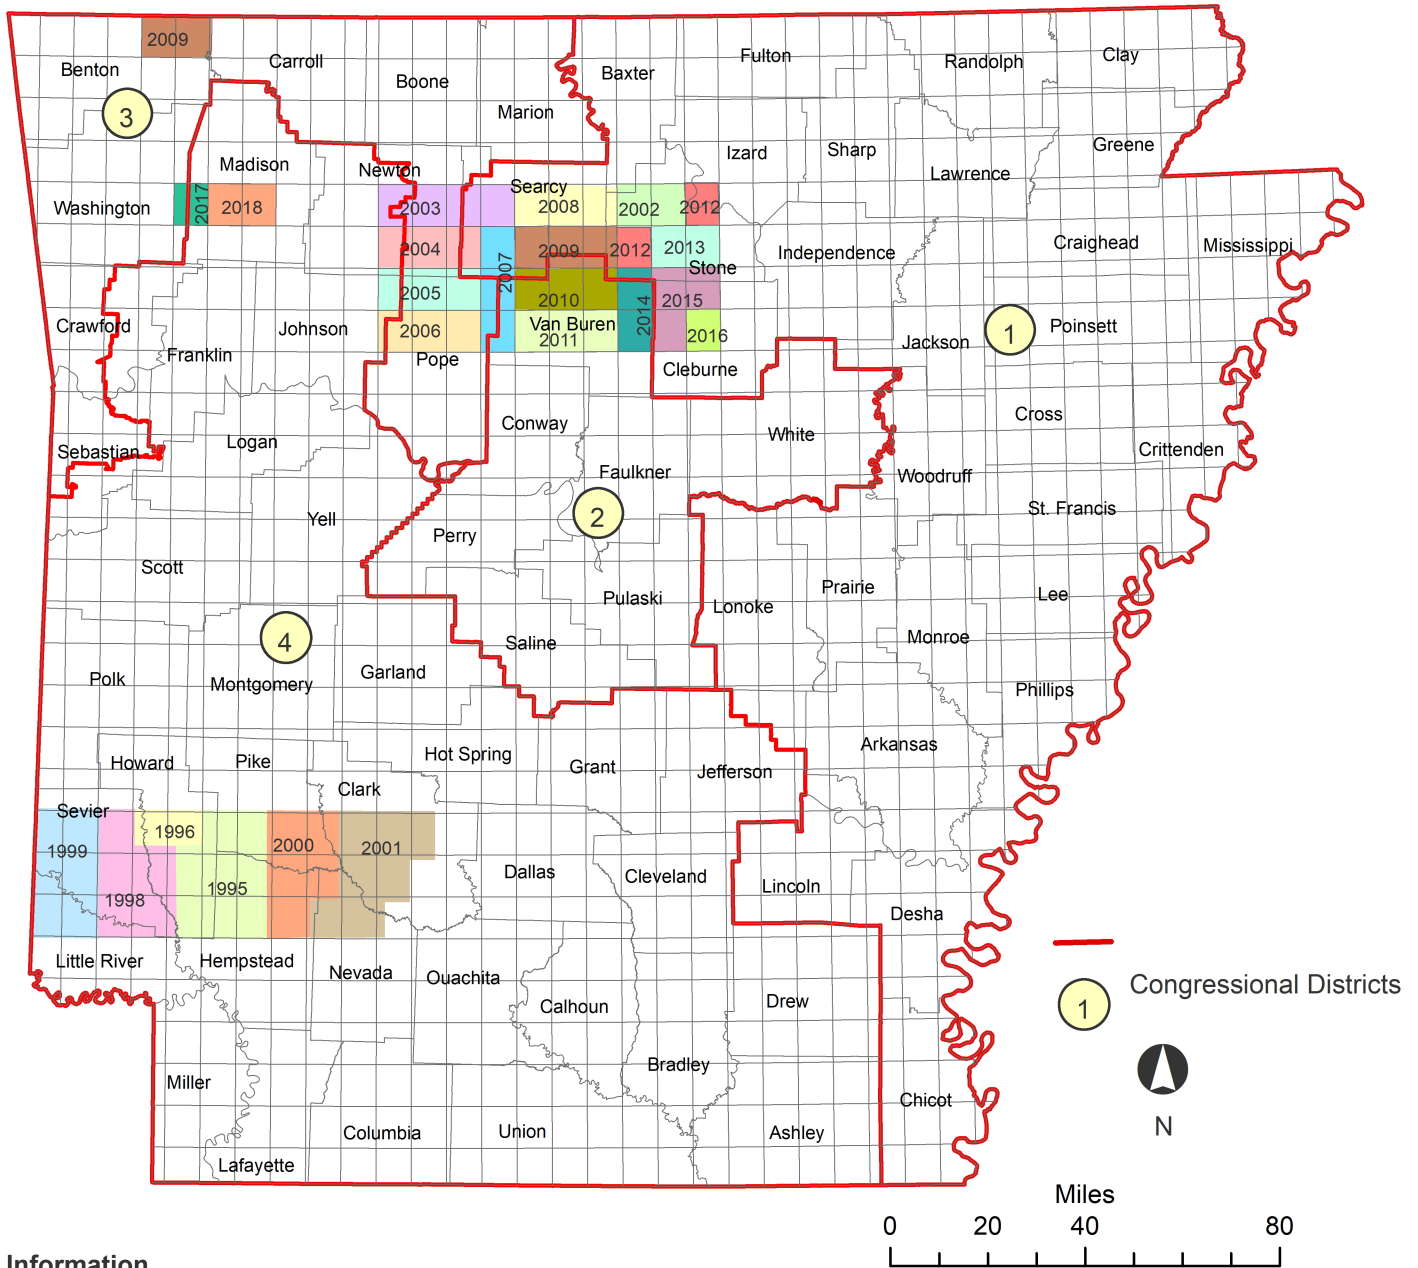 2009
Benton
Carroll
Boone
Baxter
Fulton
Randolph
Clay
3
Marion
Madison
Newton
Izard
Sharp
Greene
Lawrence
Searcy
Washington
2017
2018
2003
2008
2002
2012
2004
2007
2009
2012
2013
Stone
Independence
Craighead
Mississippi
2005
2010
2014
2015
Crawford
Johnson
2006
Van Buren
2011
2016
Jackson
1
Poinsett
Franklin
Pope
Cleburne
Logan
Conway
White
Cross
Crittenden
Sebastian
Faulkner
Woodruff
Yell
2
St. Francis
Perry
Scott
Pulaski
Lonoke
Prairie
Lee
4
Saline
Monroe
Polk
Montgomery
Garland
Phillips
Howard
Pike
Hot Spring
Grant
Jefferson
Arkansas
Clark
Sevier
1996
1999
2000
2001
1998
1995
Dallas
Cleveland
Lincoln
Desha
Little River
Hempstead
Nevada
Ouachita
Calhoun
Drew
Congressional Districts
1
Miller
Bradley
Chicot
N
Columbia
Union
Ashley
Lafayette
Miles
0 20 40 80
Information